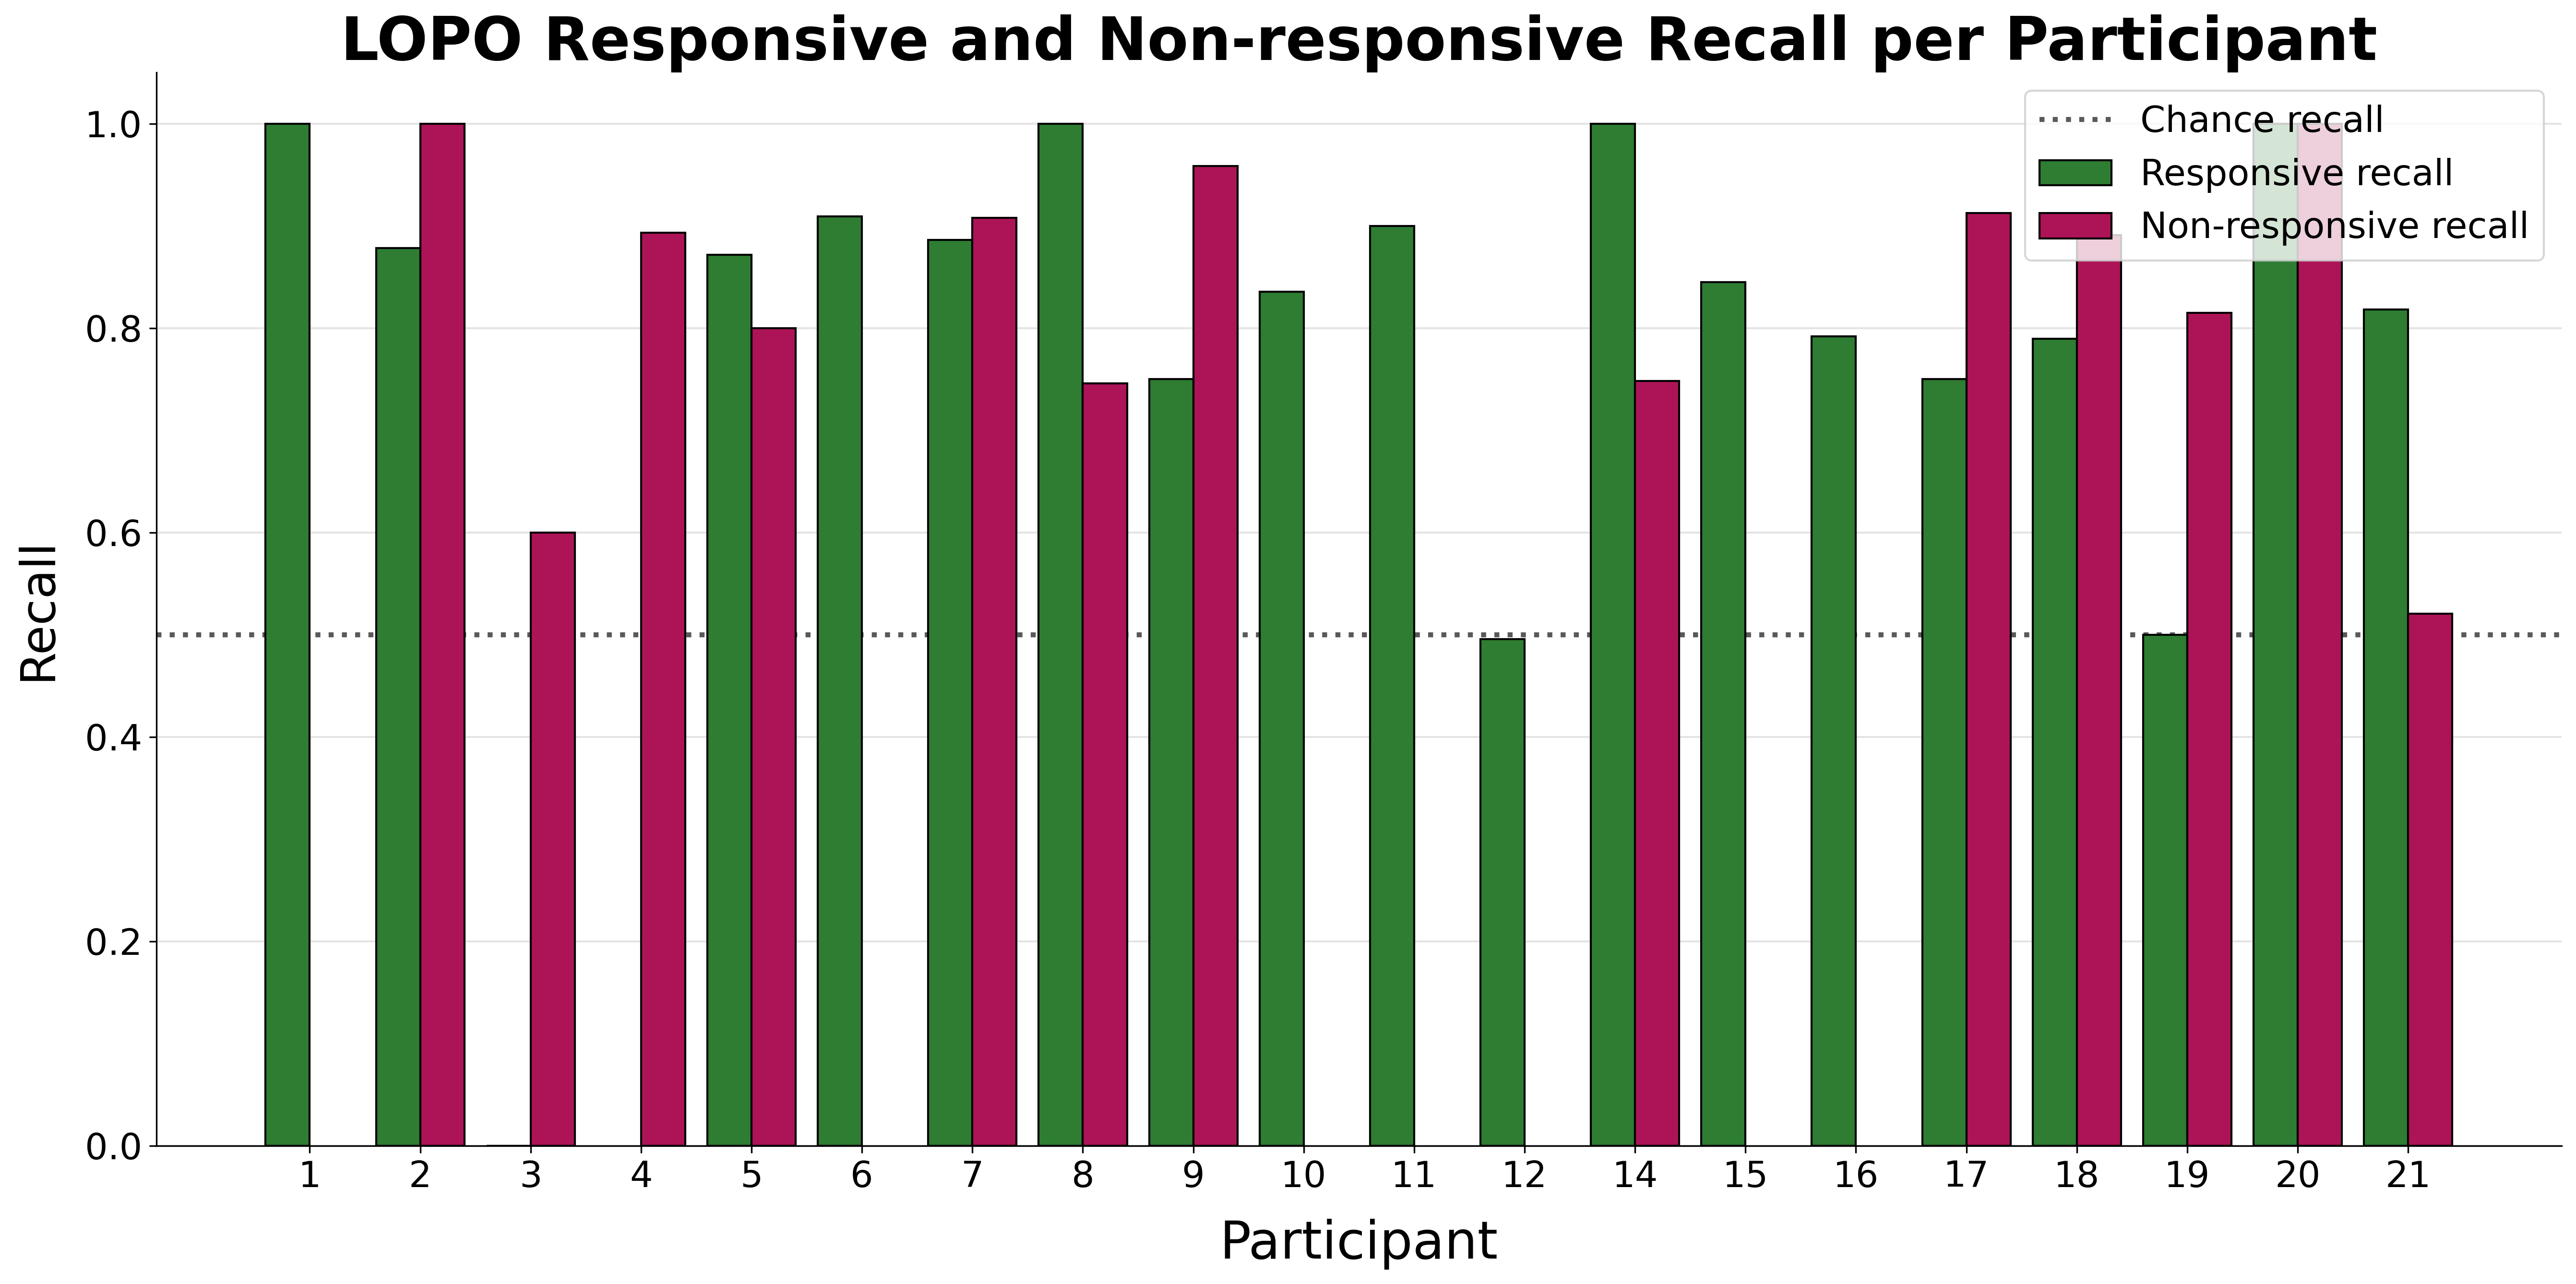 LOPO Responsive and Non-responsive Recall per Participant
Chance recall
Responsive recall
Non-responsive recall
Recall
1.0
0.8
0.6
0.4
0.2
0.0
1 2 3 4 5 6 7 8 9 10 11 12 14 15 16 17 18 19 20 21
Participant